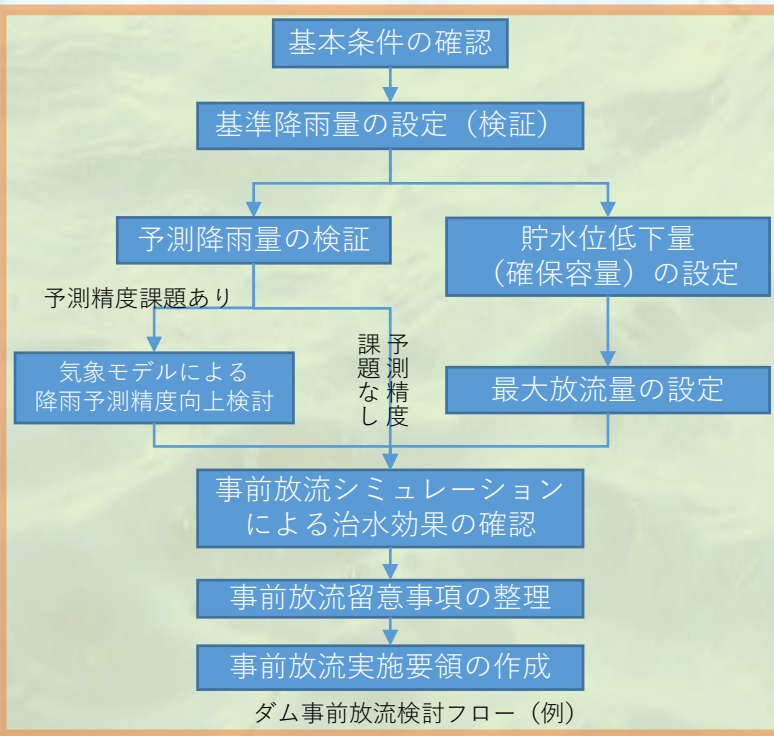 基本条件の確認
基準降雨量の設定（検証）
予測降雨量の検証
貯水位低下量
（確保容量）の設定
予測精度課題あり
予測精度
課題なし
気象モデルによる
降雨予測精度向上検討
最大放流量の設定
事前放流シミュレーション
による治水効果の確認
事前放流留意事項の整理
事前放流実施要領の作成
ダム事前放流検討フロー（例）